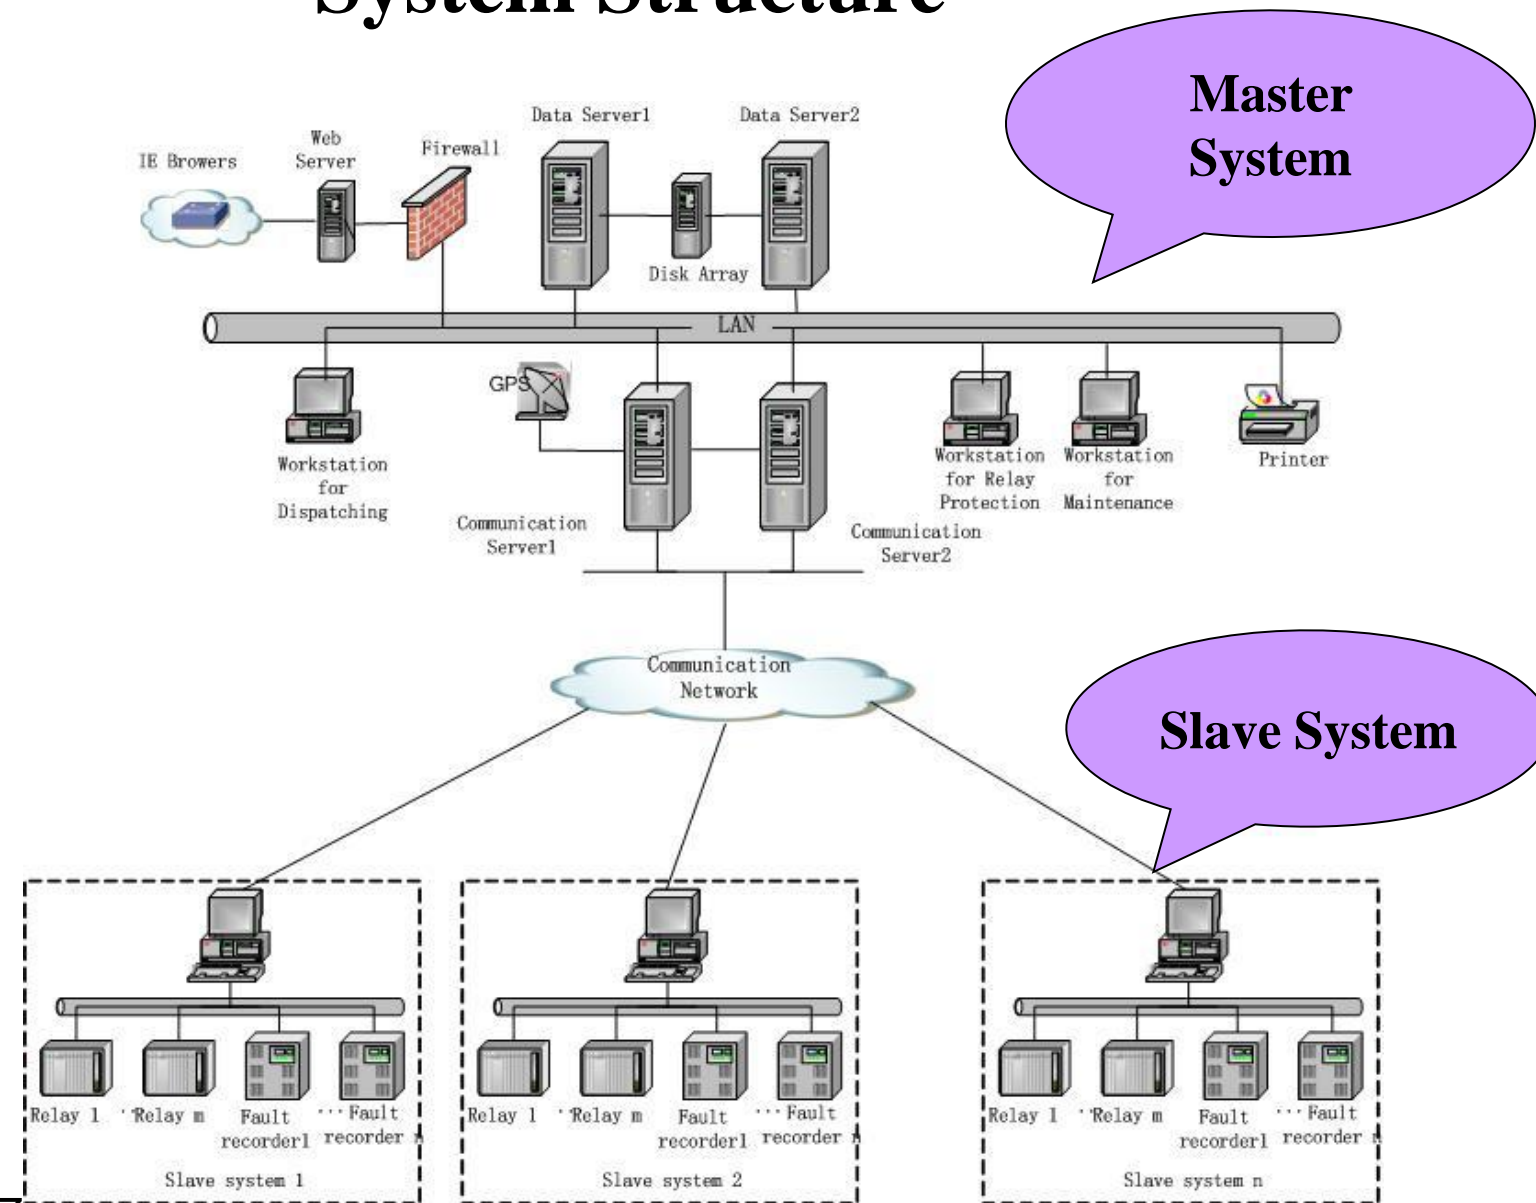 System Structure
Master
System
Data Server1
Data Server2
Web
Server
Firewall
IE Browers
Disk Array
LAN
GPS
Workstation
for
Dispatching
Workstation
for Relay
Protection
Workstation
for
Maintenance
Printer
Communication
Server1
Communication
Server2
Communication
Network
Slave System
Relay 1
··Relay m
Fault
recorder1
···Fault
recorder n
Slave system 1
Relay 1
··Relay m
Fault
recorder1
···Fault
recorder n
Slave system 2
Relay 1
··Relay m
Fault
recorder1
···Fault
recorder n
Slave system n